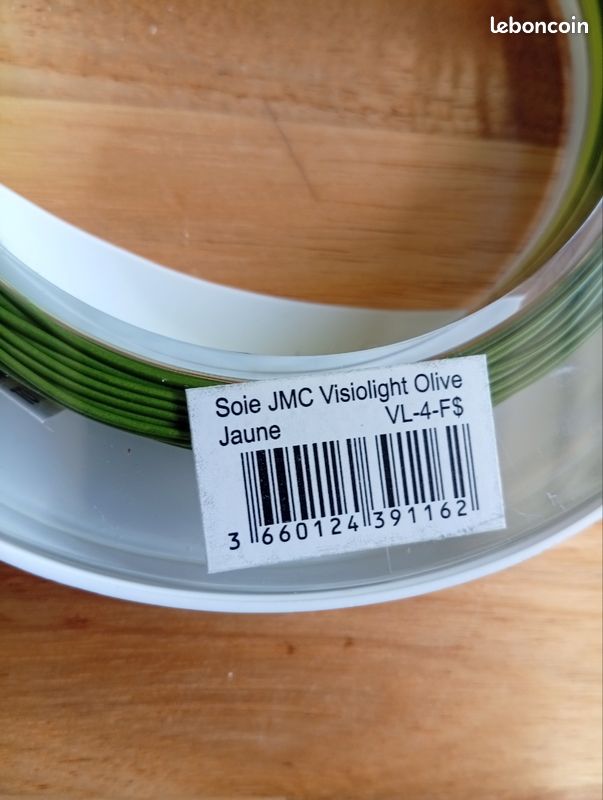 leboncoin
Soie JMC Visiolight Olive
Jaune VL-4-F$
3 660124 391162